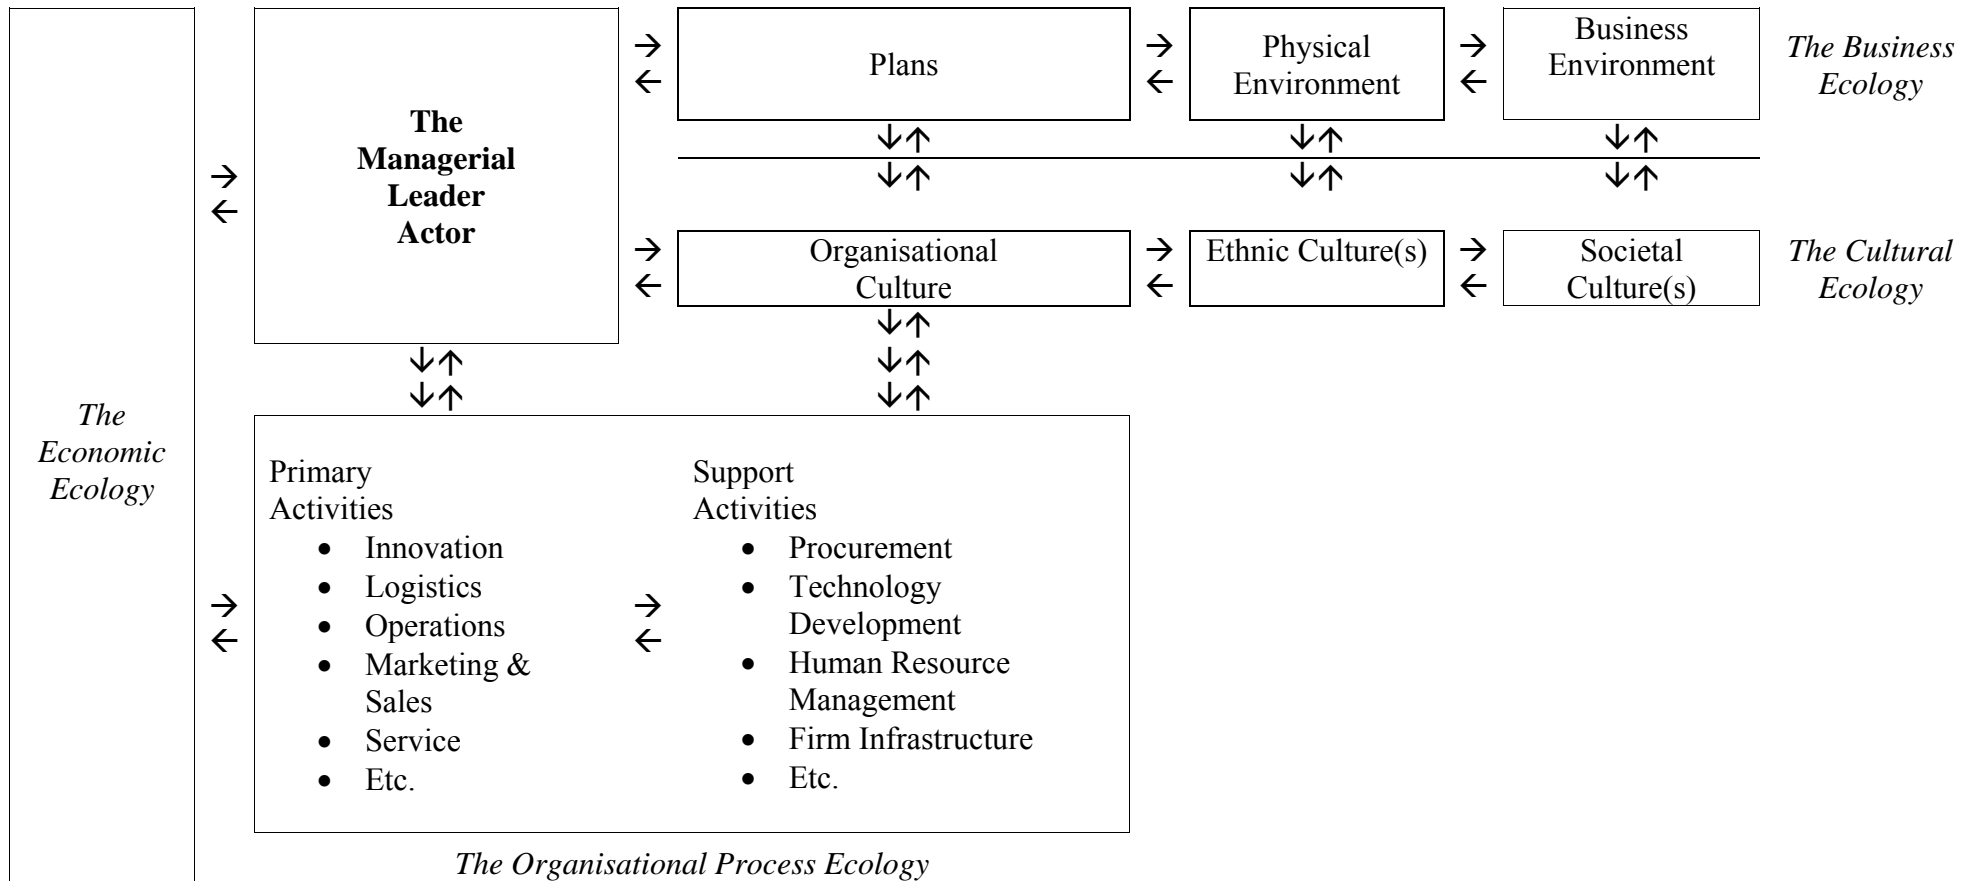 The
Managerial
Leader
Actor
→
←
Plans
→
←
Physical
Environment
→
←
Business
Environment
The Business
Ecology
↓↑
↓↑
↓↑
→
←
↓↑
↓↑
↓↑
→
←
Organisational
Culture
→
←
Ethnic Culture(s)
→
←
Societal
Culture(s)
The Cultural
Ecology
↓↑
↓↑
↓↑
↓↑
↓↑
The
Economic
Ecology
→
←
Primary
Activities
• Innovation
• Logistics
• Operations
• Marketing &
Sales
• Service
• Etc.
→
←
Support
Activities
• Procurement
• Technology
Development
• Human Resource
Management
• Firm Infrastructure
• Etc.
The Organisational Process Ecology